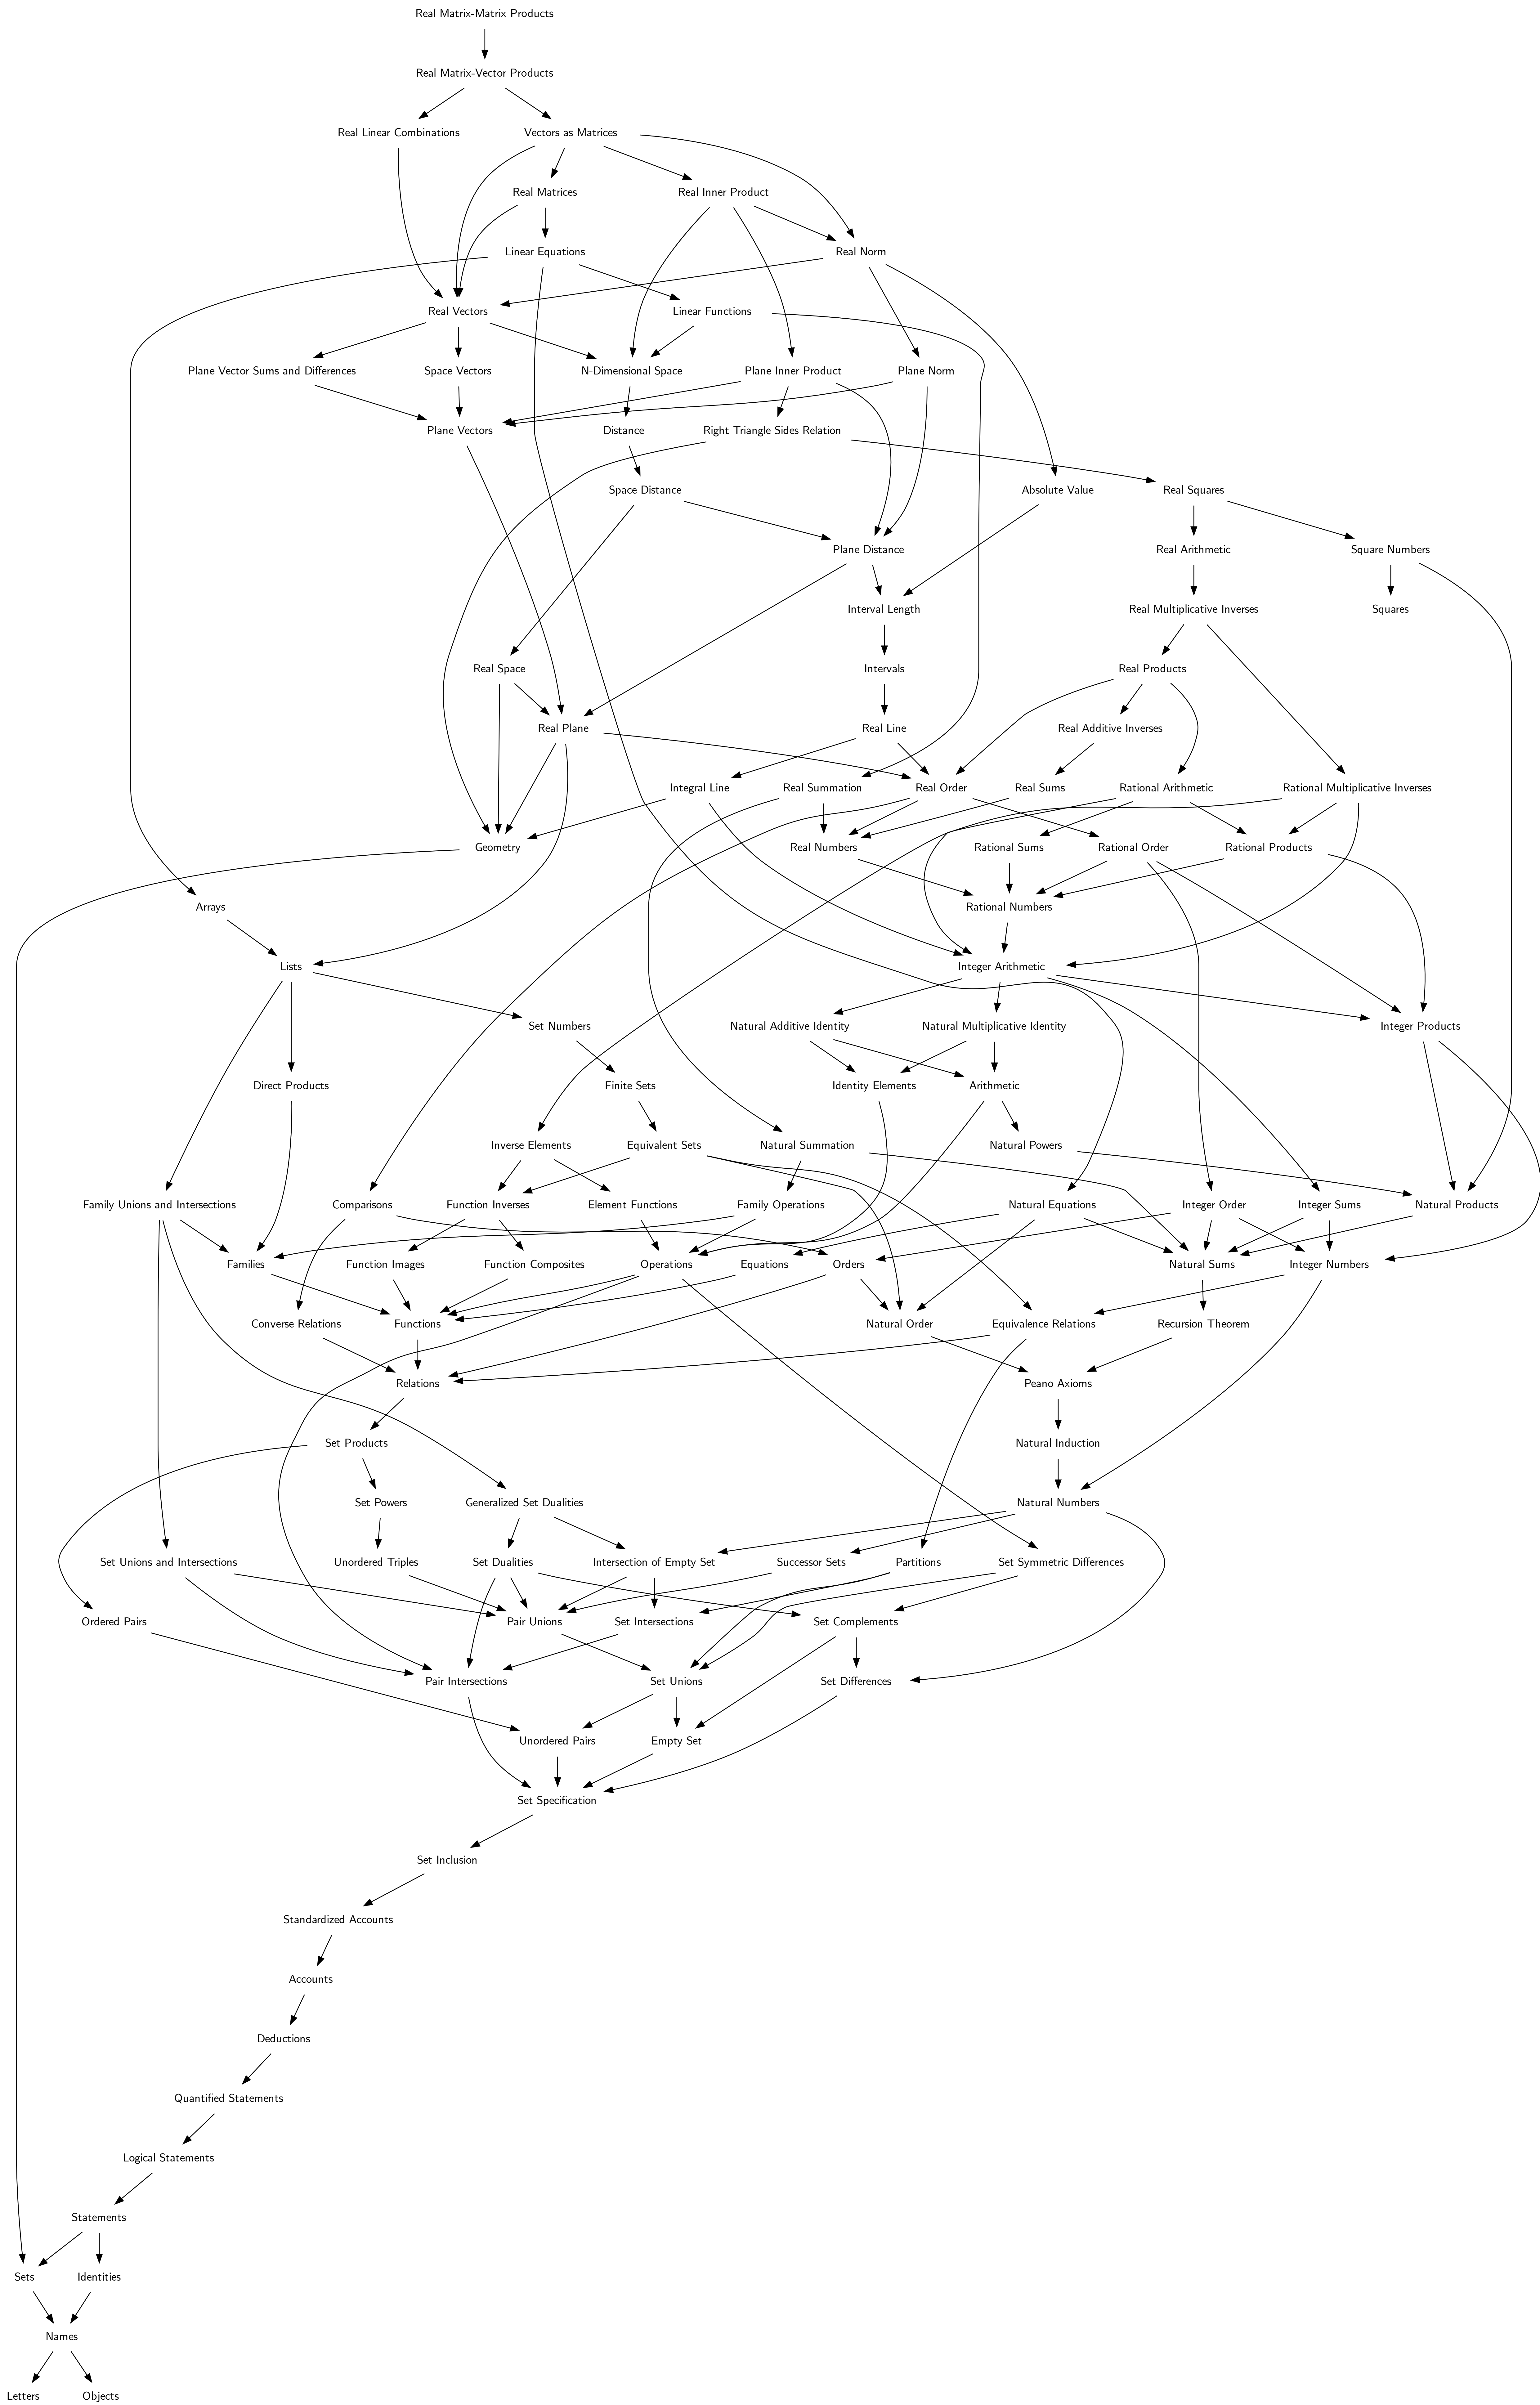 Real Matrix-Matrix Products
Real Matrix-Vector Products
Real Linear Combinations
Vectors as Matrices
Real Matrices
Real Inner Product
Linear Equations
Real Norm
Real Vectors
Linear Functions
Plane Vector Sums and Differences
Space Vectors
N-Dimensional Space
Plane Inner Product
Plane Norm
Plane Vectors
Distance
Right Triangle Sides Relation
Space Distance
Absolute Value
Real Squares
Plane Distance
Real Arithmetic
Square Numbers
Interval Length
Real Multiplicative Inverses
Squares
Real Space
Intervals
Real Products
Real Plane
Real Line
Real Additive Inverses
Integral Line
Real Summation
Real Order
Real Sums
Rational Arithmetic
Rational Multiplicative Inverses
Geometry
Real Numbers
Rational Sums
Rational Order
Rational Products
Arrays
Rational Numbers
Lists
Integer Arithmetic
Set Numbers
Natural Additive Identity
Natural Multiplicative Identity
Integer Products
Direct Products
Finite Sets
Identity Elements
Arithmetic
Inverse Elements
Equivalent Sets
Natural Summation
Natural Powers
Family Unions and Intersections
Comparisons
Function Inverses
Element Functions
Family Operations
Natural Equations
Integer Order
Integer Sums
Natural Products
Families
Function Images
Function Composites
Operations
Equations
Orders
Natural Sums
Integer Numbers
Converse Relations
Functions
Natural Order
Equivalence Relations
Recursion Theorem
Relations
Peano Axioms
Set Products
Natural Induction
Set Powers
Generalized Set Dualities
Natural Numbers
Set Unions and Intersections
Unordered Triples
Set Dualities
Intersection of Empty Set
Successor Sets
Partitions
Set Symmetric Differences
Ordered Pairs
Pair Unions
Set Intersections
Set Complements
Pair Intersections
Set Unions
Set Differences
Unordered Pairs
Empty Set
Set Specification
Set Inclusion
Standardized Accounts
Accounts
Deductions
Quantified Statements
Logical Statements
Statements
Sets
Identities
Names
Letters
Objects